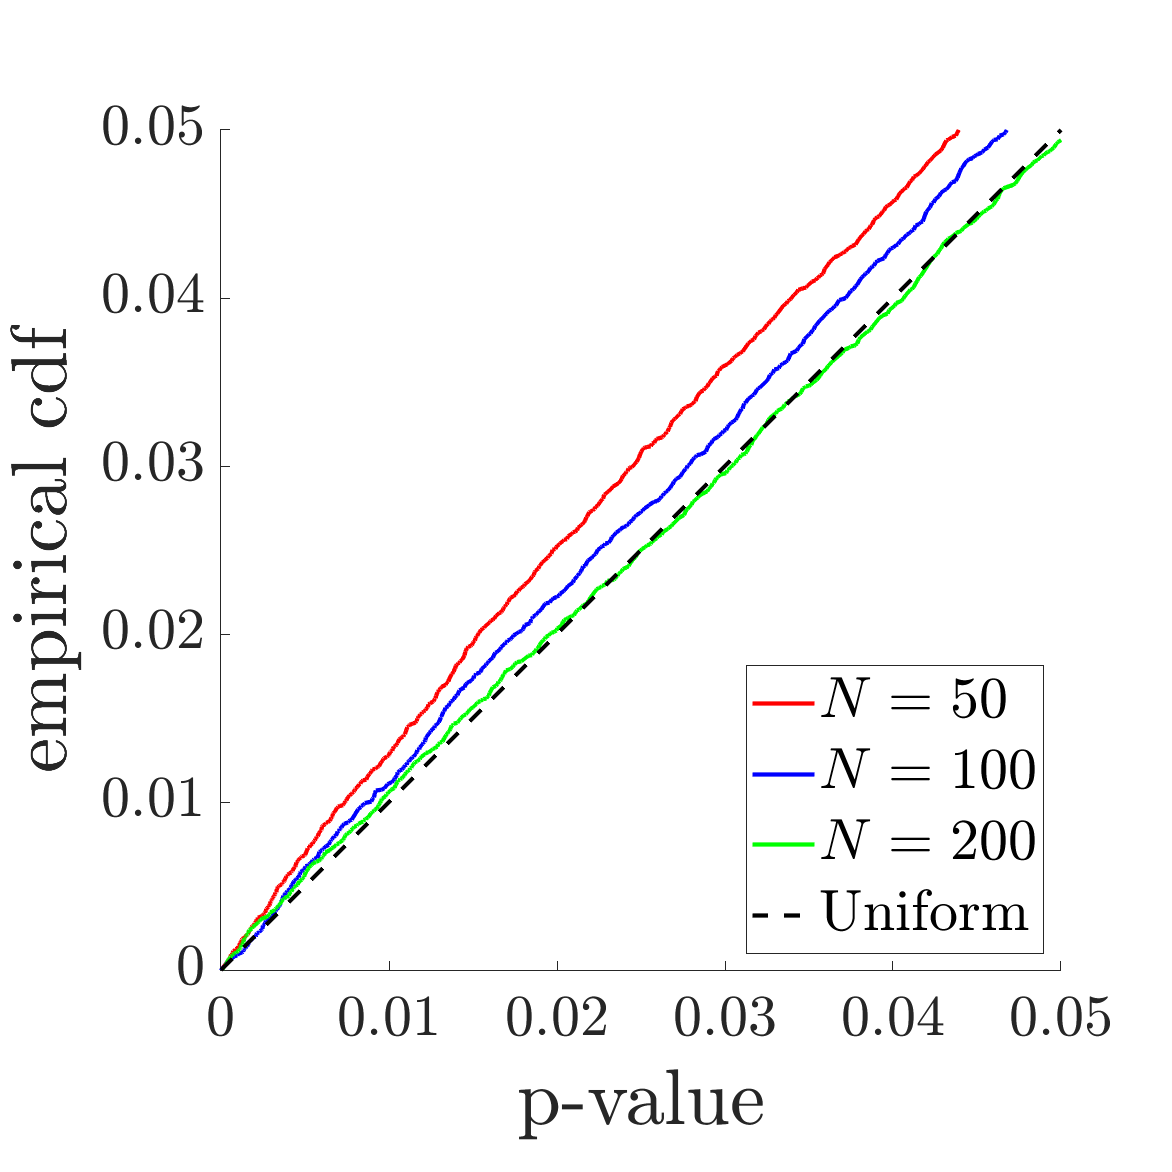 empirical cdf
0.05
0.04
0.03
0.02
0.01
0
0 0.01 0.02 0.03 0.04 0.05
p-value
N = 50
N = 100
N = 200
Uniform